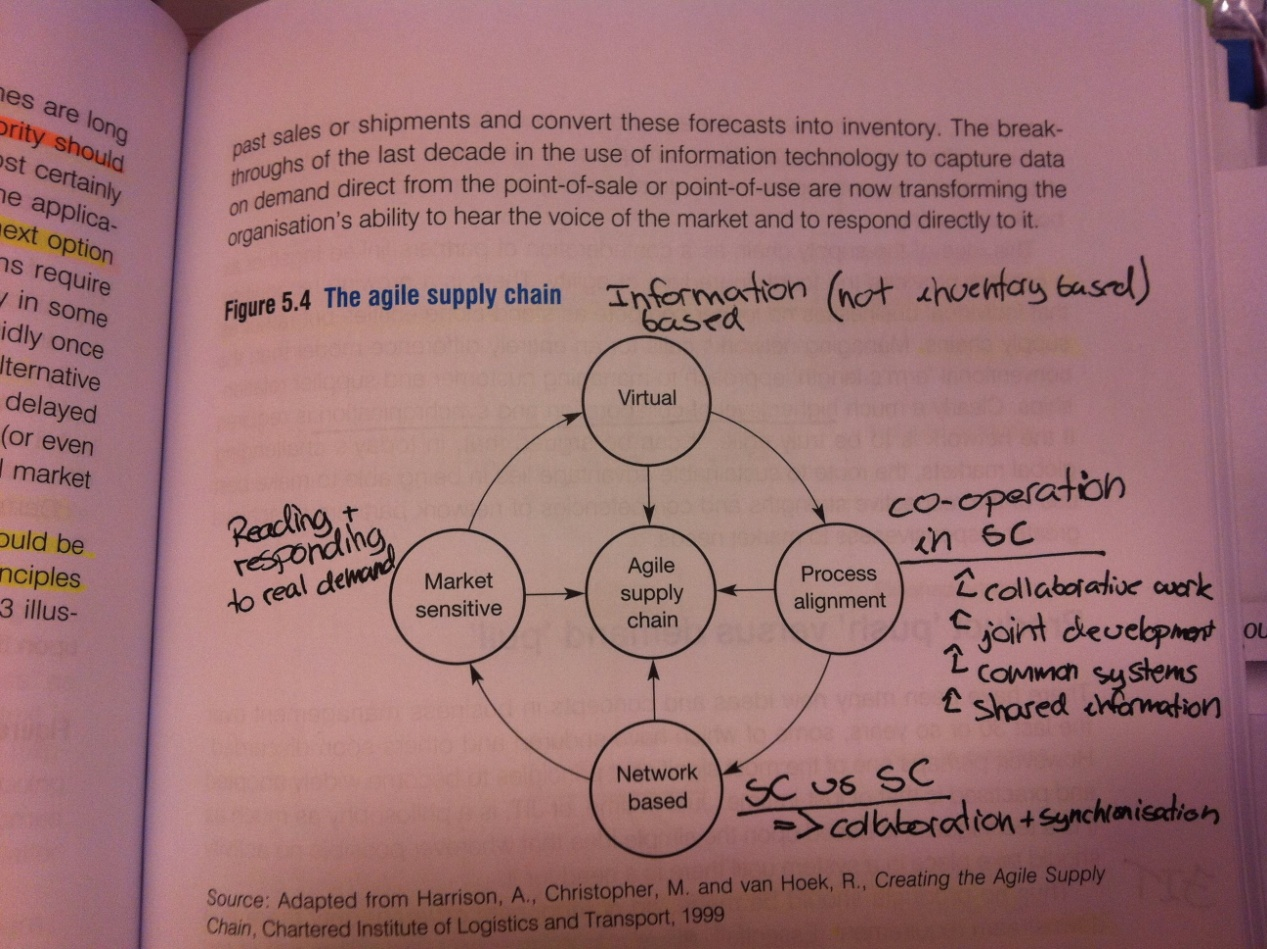 nes are long
ority should
ost certainly
ne applica-
next option
ns require
y in some
idly once
lternative
delayed
(or even
market
ould be
nciples
3 illus-
past sales or shipments and convert these forecasts into inventory. The break-
throughs of the last decade in the use of information technology to capture data
on demand direct from the point-of-sale or point-of-use are now transforming the
organisation's ability to hear the voice of the market and to respond directly to it.
Figure 5.4 The agile supply chain
Information (not inventory based)
based
Virtual
Reading +
responding
to real demand
Market
sensitive
Agile
supply
chain
Process
alignment
co-operation
in SC
collaborative work
joint development
common systems
shared information
Network
based
SC vs SC
=> collaboration + synchronisation
Source: Adapted from Harrison, A., Christopher, M. and van Hoek, R., Creating the Agile Supply
Chain, Chartered Institute of Logistics and Transport, 1999
ou